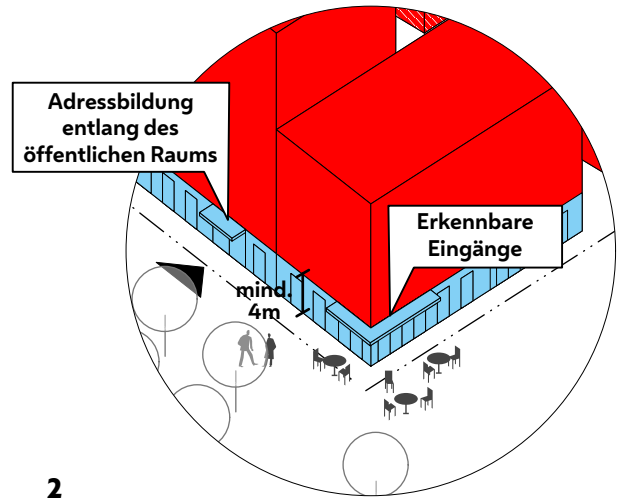 Adressbildung
entlang des
öffentlichen Raums
Erkennbare
Eingänge
mind.
4m
2